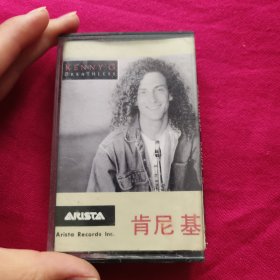 KENNY G
BREATHLESS
ARISTA
Arista Records Inc.
肯尼基